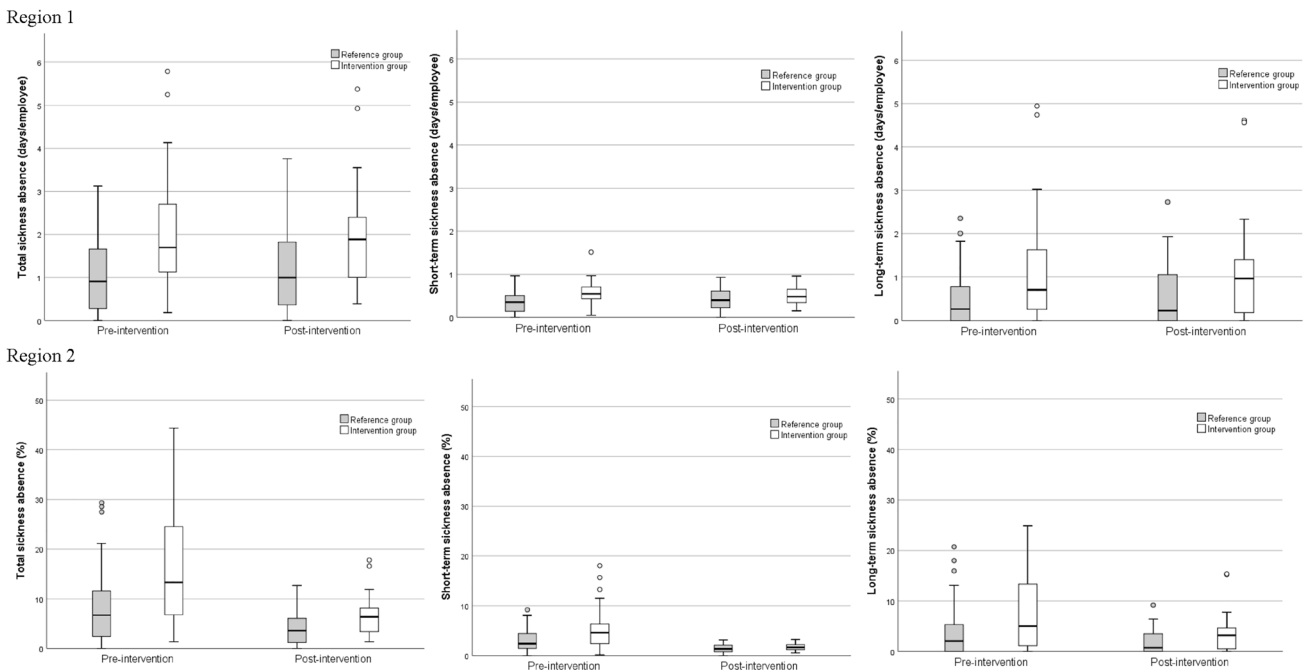 Region 1
Total sickness absence (days/employee)
6
5
4
3
2
1
0
Reference group
Intervention group
Pre-intervention
Post-intervention
Short-term sickness absence (days/employee)
6
5
4
3
2
1
0
Reference group
Intervention group
Pre-intervention
Post-intervention
Long-term sickness absence (days/employee)
6
5
4
3
2
1
0
Reference group
Intervention group
Pre-intervention
Post-intervention
Region 2
Total sickness absence (%)
50
40
30
20
10
0
Reference group
Intervention group
Pre-intervention
Post-intervention
Short-term sickness absence (%)
50
40
30
20
10
0
Reference group
Intervention group
Pre-intervention
Post-intervention
Long-term sickness absence (%)
50
40
30
20
10
0
Reference group
Intervention group
Pre-intervention
Post-intervention